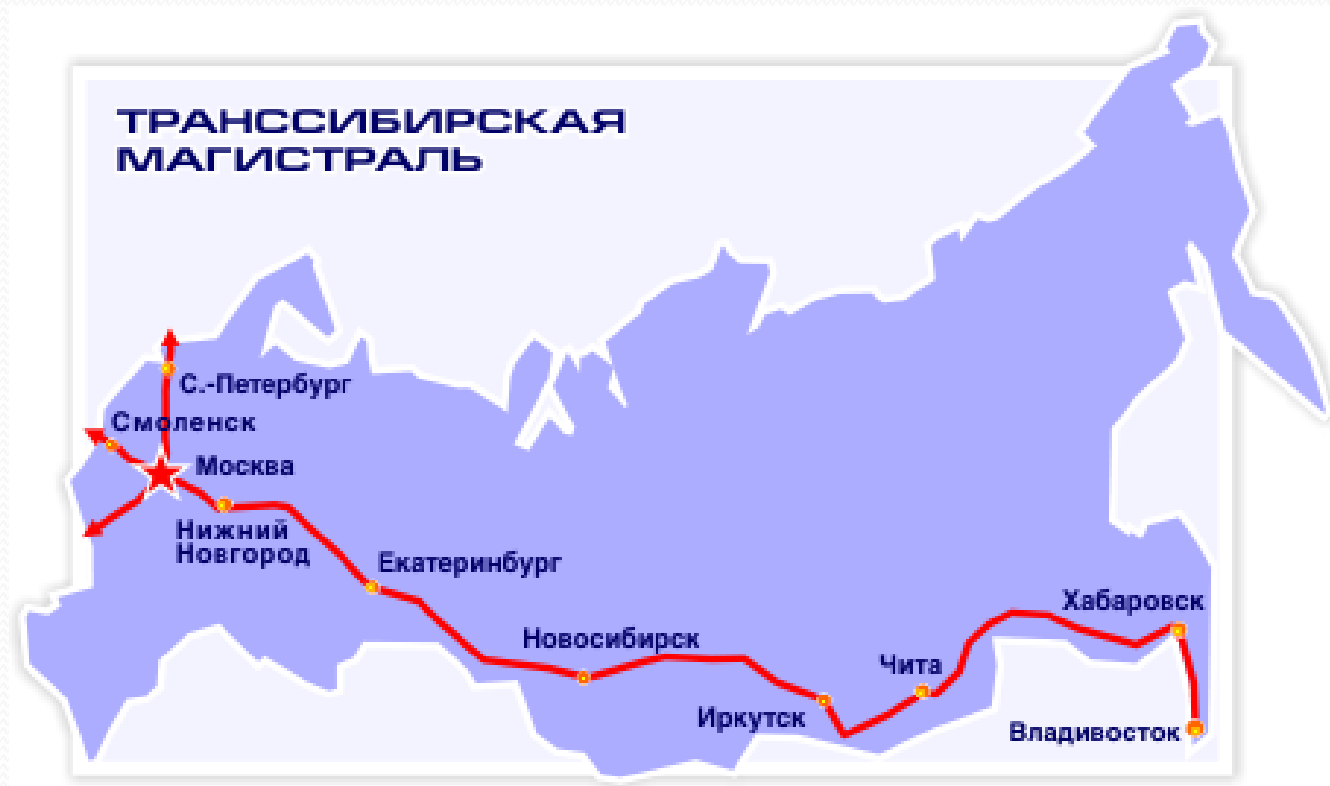 ТРАНССИБИРСКАЯ
МАГИСТРАЛЬ
С.-Петербург
Смоленск
Москва
Нижний
Новгород
Екатеринбург
Новосибирск
Иркутск
Чита
Хабаровск
Владивосток